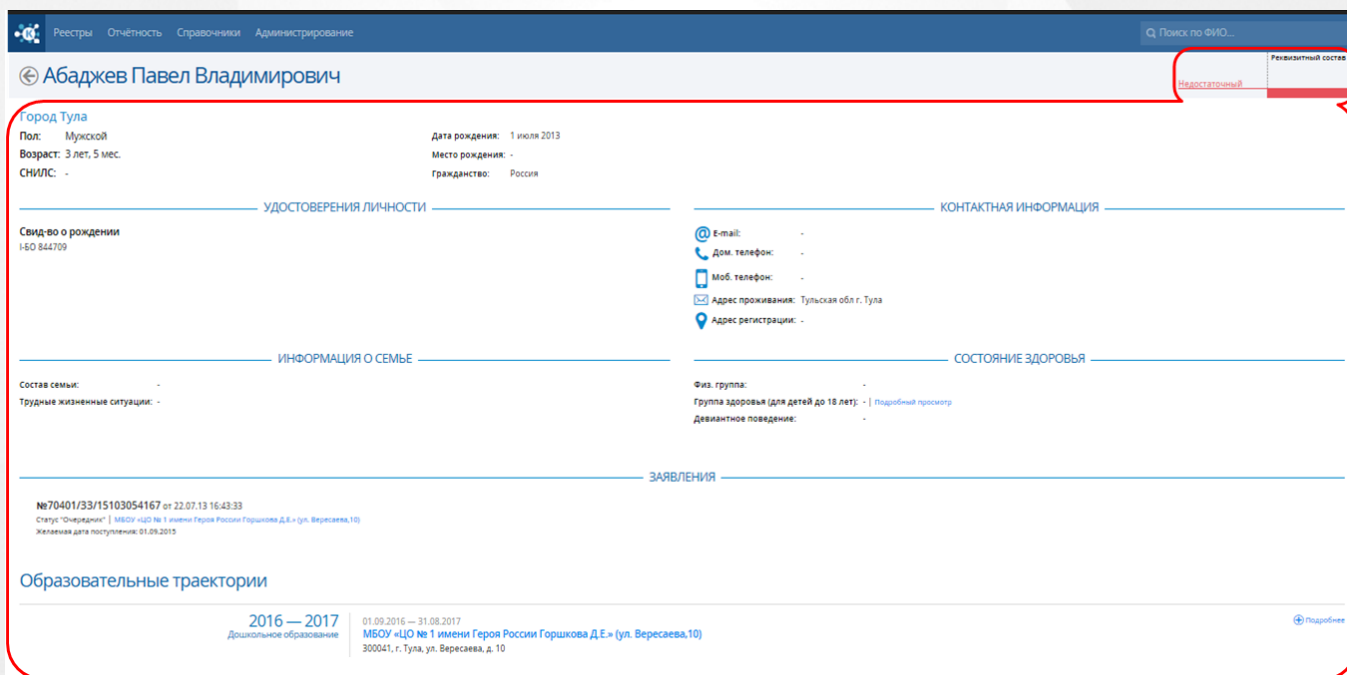 Реестры Отчётность Справочники Администрирование Поиск по ФИО...
Абаджев Павел Владимирович
Реквизитный состав
Недостаточный
Город Тула
Пол: Мужской
Возраст: 3 лет, 5 мес.
СНИЛС: -
Дата рождения: 1 июля 2013
Место рождения: -
Гражданство: Россия
УДОСТОВЕРЕНИЯ ЛИЧНОСТИ
Свид-во о рождении
I-БО 844709
КОНТАКТНАЯ ИНФОРМАЦИЯ
E-mail: -
Дом. телефон: -
Моб. телефон: -
Адрес проживания: Тульская обл г. Тула
Адрес регистрации: -
ИНФОРМАЦИЯ О СЕМЬЕ
Состав семьи: -
Трудные жизненные ситуации: -
СОСТОЯНИЕ ЗДОРОВЬЯ
Физ. группа: -
Группа здоровья (для детей до 18 лет): - | Подробный просмотр
Девиантное поведение: -
ЗАЯВЛЕНИЯ
№70401/33/15103054167 от 22.07.13 16:43:33
Статус "Очередник" | МБОУ «ЦО № 1 имени Героя России Горшкова Д.Е.» (ул. Вересаева,10)
Желаемая дата поступления: 01.09.2015
Образовательные траектории
2016 — 2017
Дошкольное образование
01.09.2016 — 31.08.2017
МБОУ «ЦО № 1 имени Героя России Горшкова Д.Е.» (ул. Вересаева,10)
300041, г. Тула, ул. Вересаева, д. 10
Подробнее